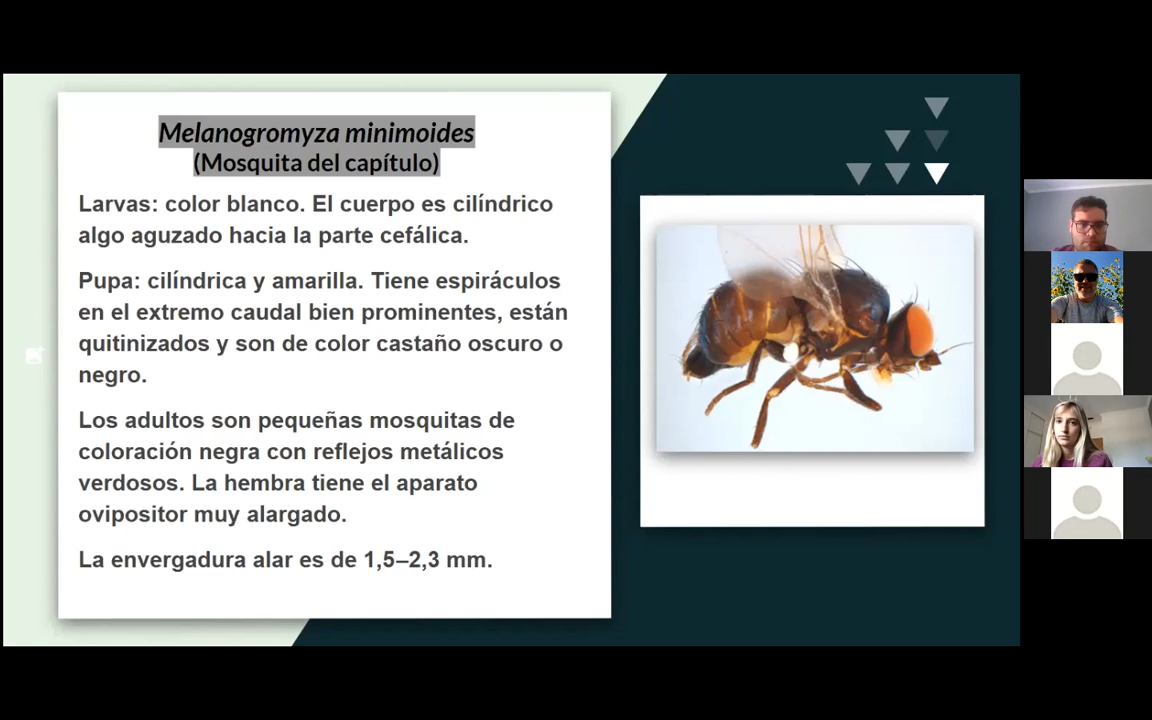 Melanogromyza minimoides
(Mosquita del capítulo)
Larvas: color blanco. El cuerpo es cilíndrico
algo aguzado hacia la parte cefálica.
Pupa: cilíndrica y amarilla. Tiene espiráculos
en el extremo caudal bien prominentes, están
quitinizados y son de color castaño oscuro o
negro.
Los adultos son pequeñas mosquitas de
coloración negra con reflejos metálicos
verdosos. La hembra tiene el aparato
ovipositor muy alargado.
La envergadura alar es de 1,5–2,3 mm.